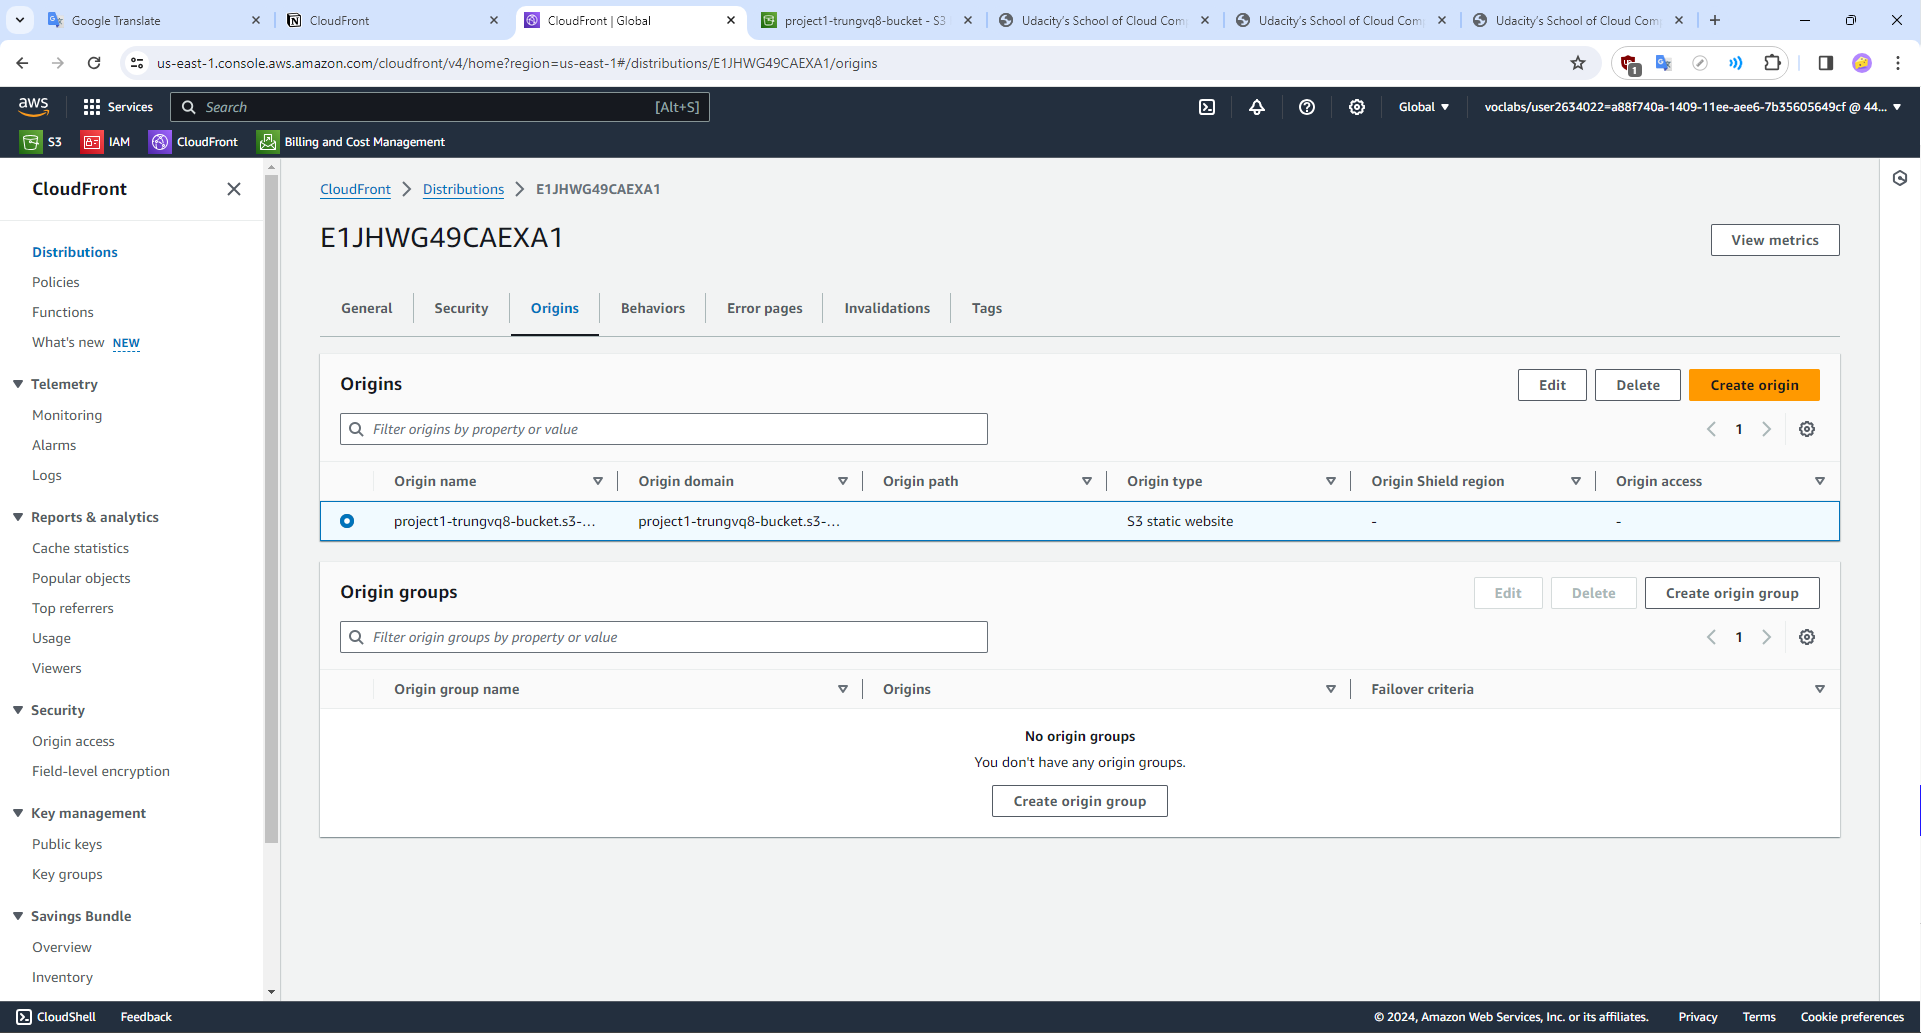 Google Translate
CloudFront
CloudFront | Global
project1-trungvq8-bucket - S3
Udacity's School of Cloud Com
Udacity's School of Cloud Com
Udacity's School of Cloud Com
us-east-1.console.aws.amazon.com/cloudfront/v4/home?region=us-east-1#/distributions/E1JHWG49CAEXA1/origins
1
aws
Services
Search
[Alt+S]
Global
voclabs/user2634022=a88f740a-1409-11ee-aee6-7b35605649cf @ 44...
S3
IAM
CloudFront
Billing and Cost Management
CloudFront
Distributions
Policies
Functions
What's new NEW
Telemetry
Monitoring
Alarms
Logs
Reports & analytics
Cache statistics
Popular objects
Top referrers
Usage
Viewers
Security
Origin access
Field-level encryption
Key management
Public keys
Key groups
Savings Bundle
Overview
Inventory
CloudFront
Distributions
E1JHWG49CAEXA1
E1JHWG49CAEXA1
View metrics
General
Security
Origins
Behaviors
Error pages
Invalidations
Tags
Origins
Edit
Delete
Create origin
Filter origins by property or value
1
Origin name
Origin domain
Origin path
Origin type
Origin Shield region
Origin access
project1-trungvq8-bucket.s3-...
project1-trungvq8-bucket.s3-...
S3 static website
-
-
Origin groups
Edit
Delete
Create origin group
Filter origin groups by property or value
1
Origin group name
Origins
Failover criteria
No origin groups
You don't have any origin groups.
Create origin group
CloudShell
Feedback
© 2024, Amazon Web Services, Inc. or its affiliates.
Privacy
Terms
Cookie preferences